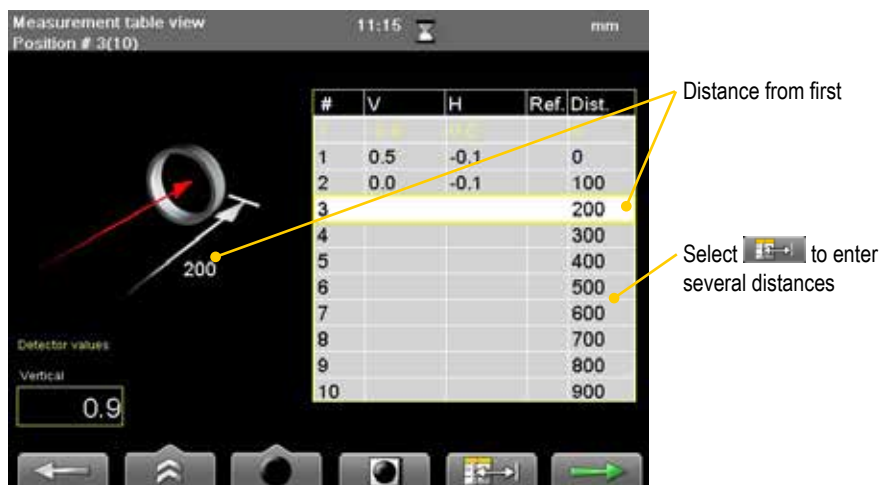 Measurement table view 11:15 mm
Position # 3(10)
# V H Ref. Dist.
1 0.5 -0.1 0
2 0.0 -0.1 100
3 200
4 300
5 400
6 500
7 600
8 700
9 800
10 900
200
Detector values
Vertical
0.9
Distance from first
Select to enter
several distances